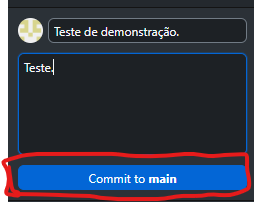 Teste de demonstração.
Teste.
Commit to main